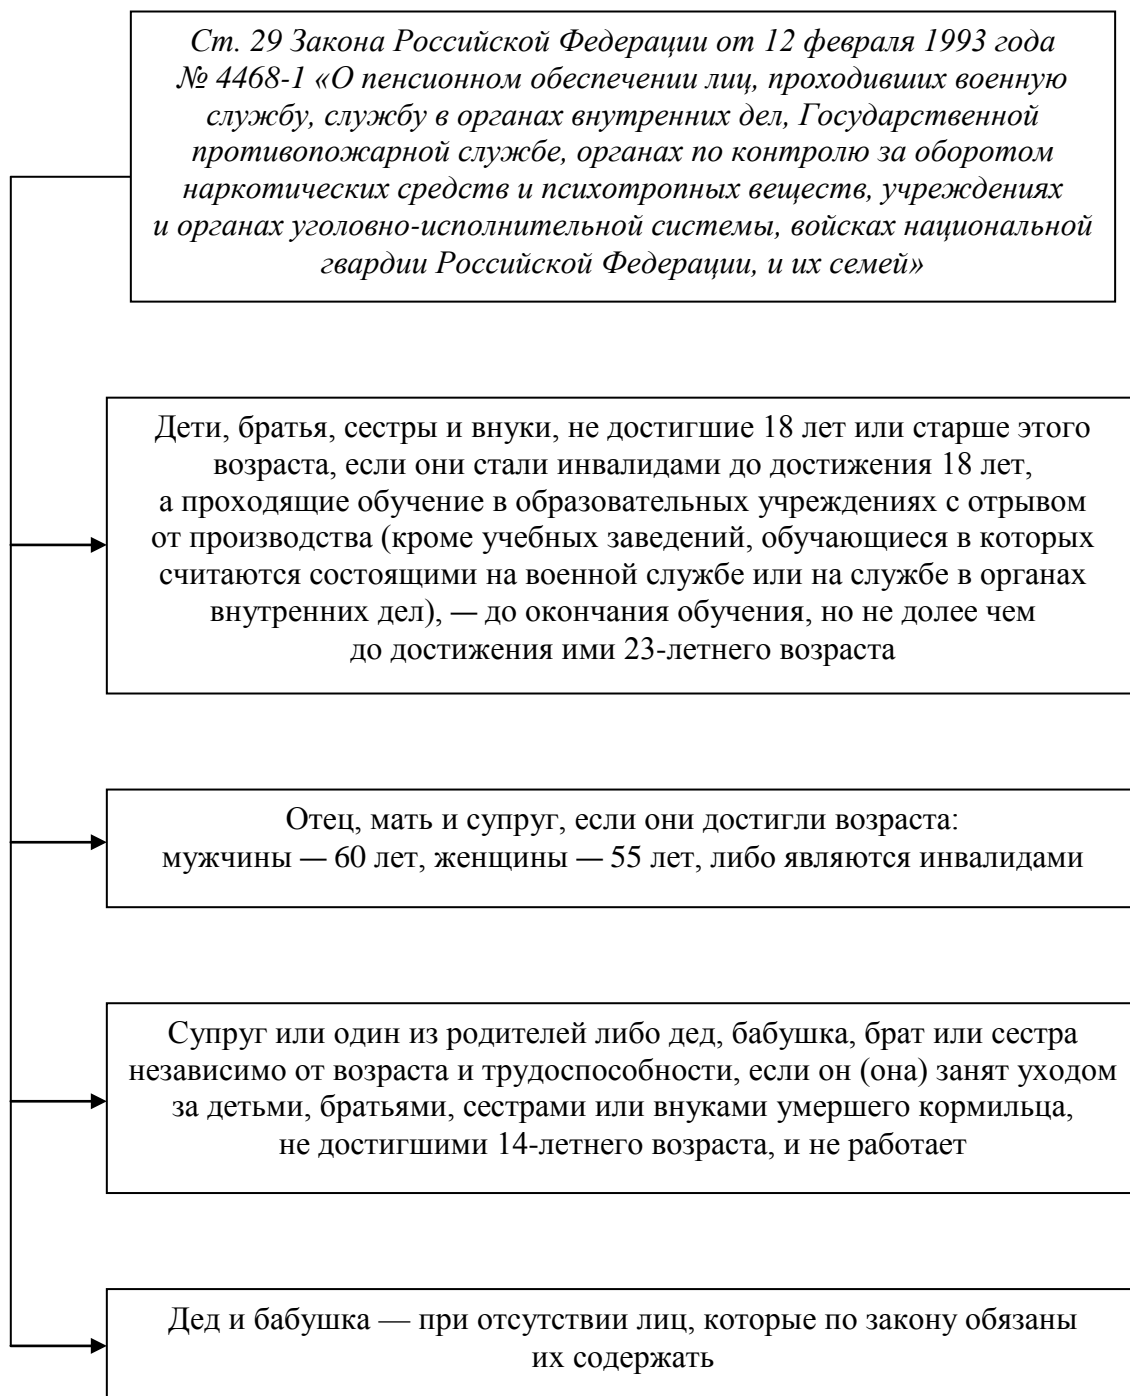 Ст. 29 Закона Российской Федерации от 12 февраля 1993 года
№ 4468-1 «О пенсионном обеспечении лиц, проходивших военную
службу, службу в органах внутренних дел, Государственной
противопожарной службе, органах по контролю за оборотом
наркотических средств и психотропных веществ, учреждениях
и органах уголовно-исполнительной системы, войсках национальной
гвардии Российской Федерации, и их семей»
Дети, братья, сестры и внуки, не достигшие 18 лет или старше этого
возраста, если они стали инвалидами до достижения 18 лет,
а проходящие обучение в образовательных учреждениях с отрывом
от производства (кроме учебных заведений, обучающиеся в которых
считаются состоящими на военной службе или на службе в органах
внутренних дел), — до окончания обучения, но не долее чем
до достижения ими 23-летнего возраста
Отец, мать и супруг, если они достигли возраста:
мужчины — 60 лет, женщины — 55 лет, либо являются инвалидами
Супруг или один из родителей либо дед, бабушка, брат или сестра
независимо от возраста и трудоспособности, если он (она) занят уходом
за детьми, братьями, сестрами или внуками умершего кормильца,
не достигшими 14-летнего возраста, и не работает
Дед и бабушка — при отсутствии лиц, которые по закону обязаны
их содержать